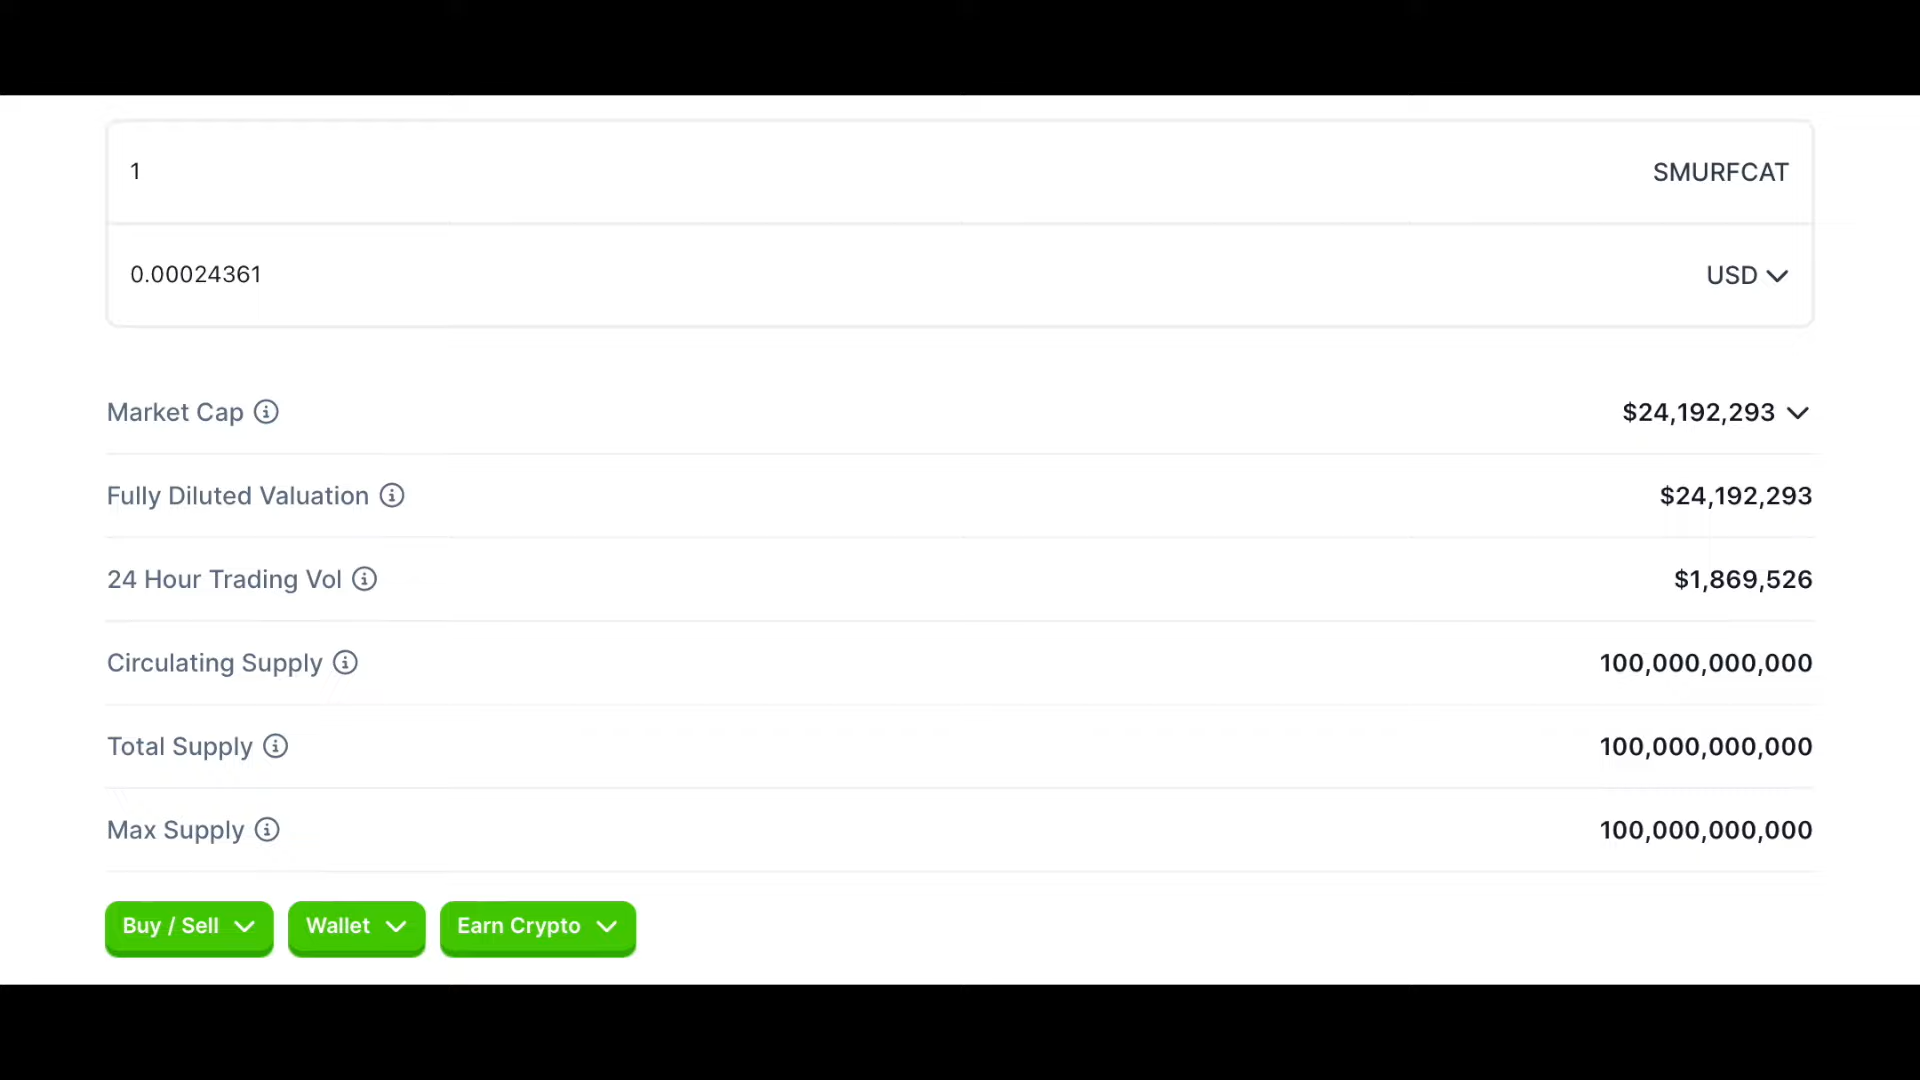 1 SMURFCAT
0.00024361 USD
Market Cap $24,192,293
Fully Diluted Valuation $24,192,293
24 Hour Trading Vol $1,869,526
Circulating Supply 100,000,000,000
Total Supply 100,000,000,000
Max Supply 100,000,000,000
Buy / Sell Wallet Earn Crypto